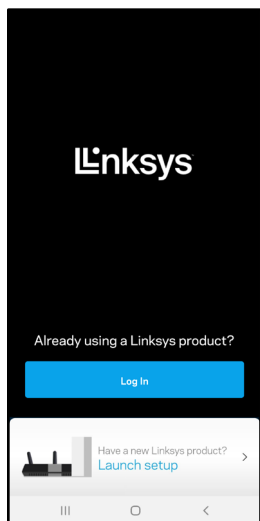 Linksys
Already using a Linksys product?
Log In
Have a new Linksys product?
Launch setup